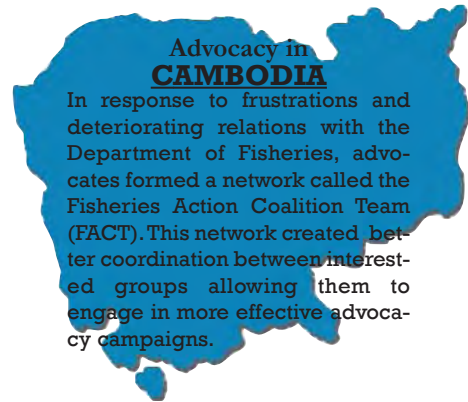 Advocacy in
CAMBODIA
In response to frustrations and
deteriorating relations with the
Department of Fisheries, advo-
cates formed a network called the
Fisheries Action Coalition Team
(FACT). This network created bet-
ter coordination between interest-
ed groups allowing them to
engage in more effective advoca-
cy campaigns.